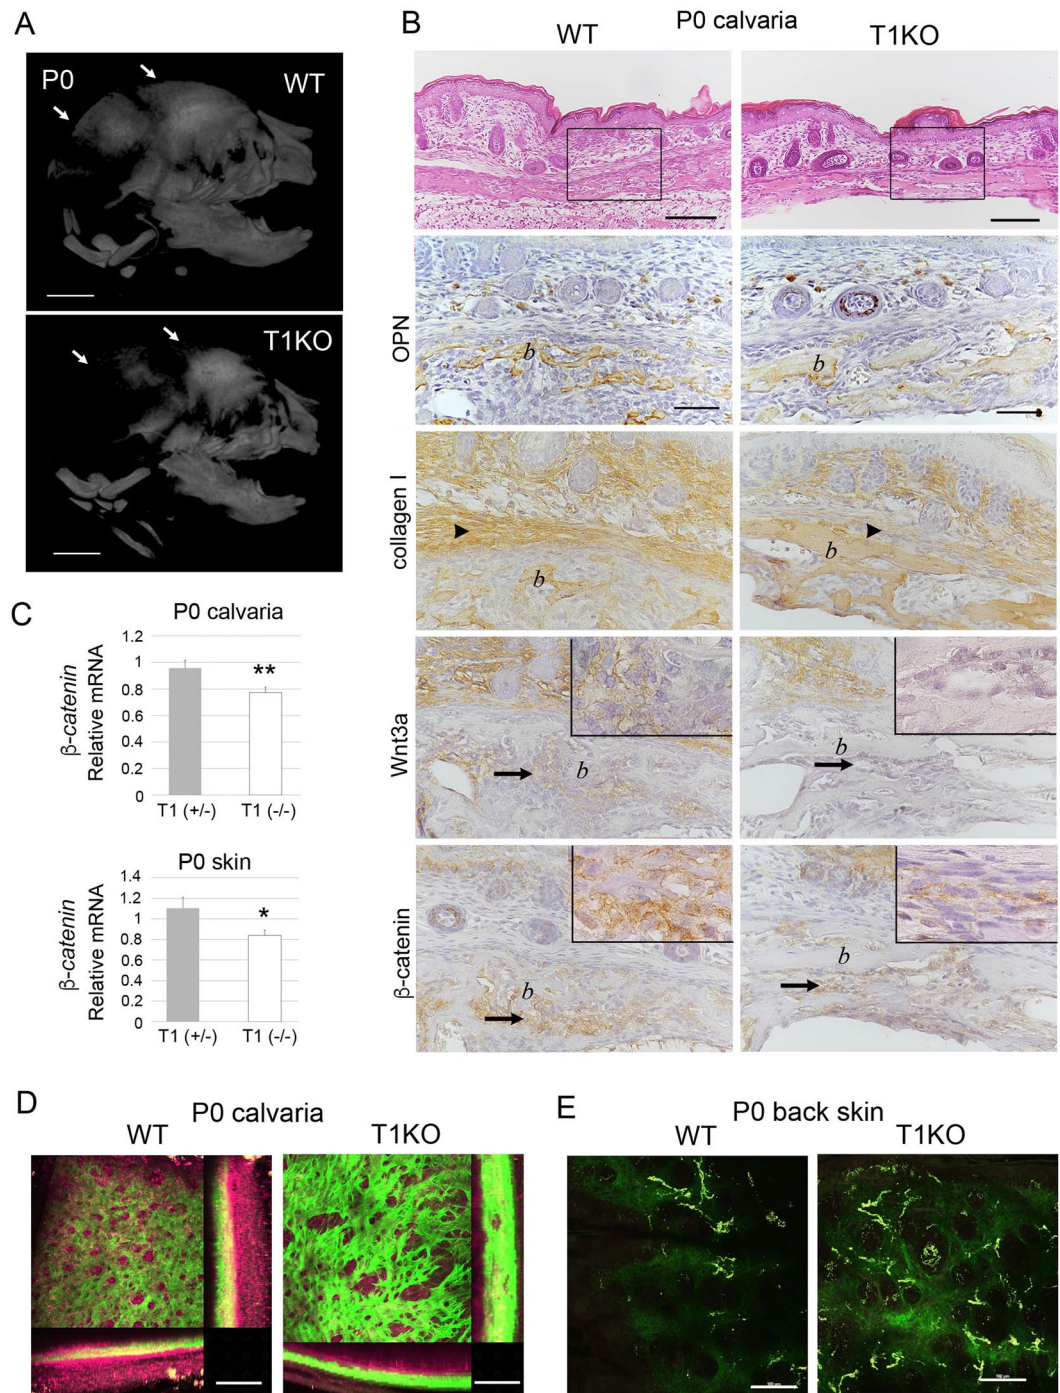 A
P0
WT
T1KO
B
P0 calvaria
WT
T1KO
OPN
b
b
collagen I
b
b
Wnt3a
b
b
β-catenin
b
b
C
P0 calvaria
β-catenin
Relative mRNA
1.2
1
0.8
0.6
0.4
0.2
0
**
T1 (+/-)
T1 (-/-)
P0 skin
β-catenin
Relative mRNA
1.4
1.2
1
0.8
0.6
0.4
0.2
0
*
T1 (+/-)
T1 (-/-)
D
P0 calvaria
WT
T1KO
E
P0 back skin
WT
T1KO